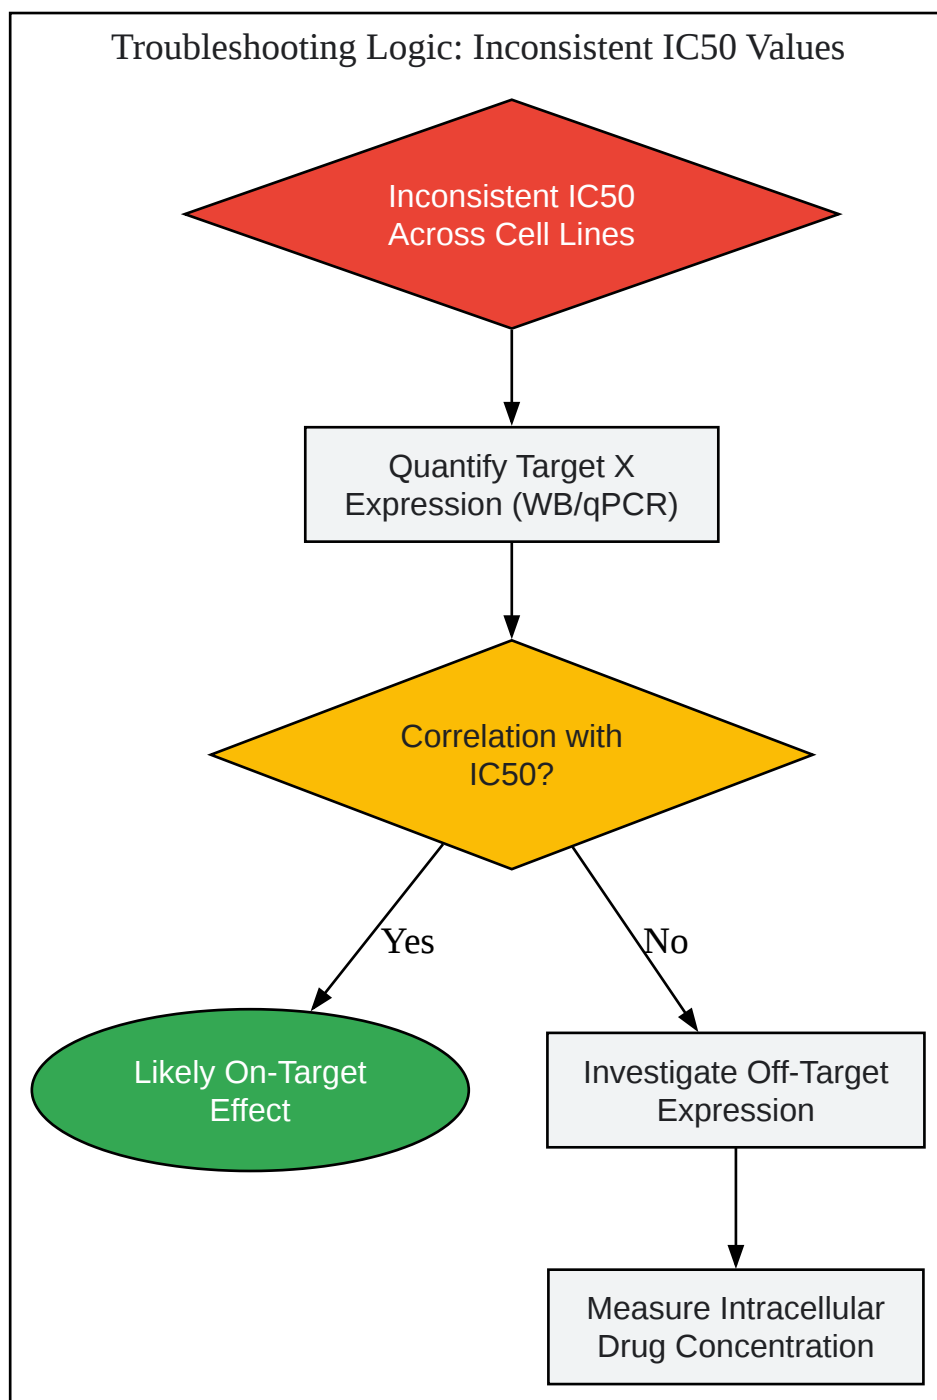 Troubleshooting Logic: Inconsistent IC50 Values
Inconsistent IC50
Across Cell Lines
Quantify Target X
Expression (WB/qPCR)
Correlation with
IC50?
Yes
No
Likely On-Target
Effect
Investigate Off-Target
Expression
Measure Intracellular
Drug Concentration